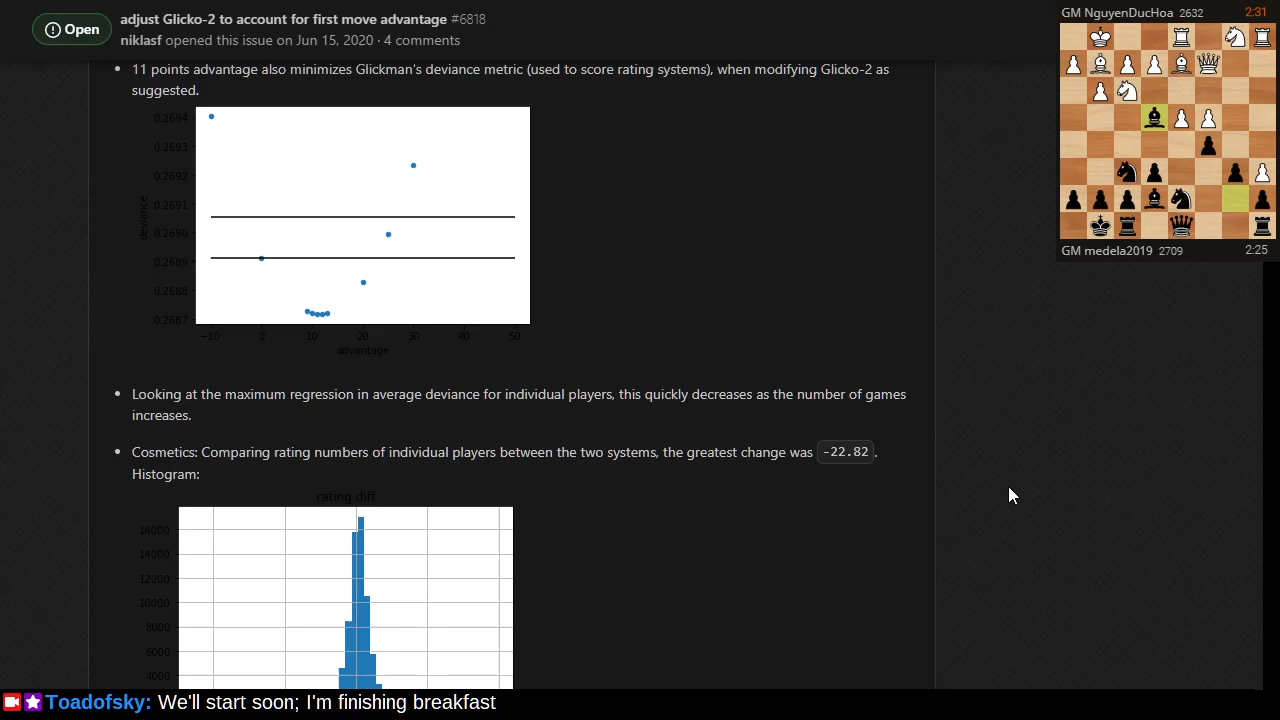 Open
adjust Glicko-2 to account for first move advantage #6818
niklasf opened this issue on Jun 15, 2020 · 4 comments
GM NguyenDucHoa 2632 2:31
11 points advantage also minimizes Glickman's deviance metric (used to score rating systems), when modifying Glicko-2 as
suggested.
0.2694
0.2693
0.2692
0.2691
0.2690
0.2689
0.2688
0.2687
deviance
−10 0 10 20 30 40 50
advantage
GM medela2019 2709 2:25
Looking at the maximum regression in average deviance for individual players, this quickly decreases as the number of games
increases.
Cosmetics: Comparing rating numbers of individual players between the two systems, the greatest change was -22.82.
Histogram:
rating diff
16000
14000
12000
10000
8000
6000
4000
Toadofsky: We'll start soon; I'm finishing breakfast